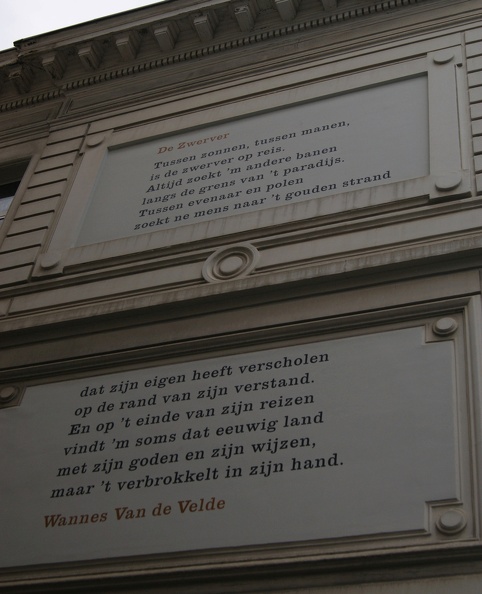 De Zwerver
Tussen zonnen, tussen manen,
is de zwerver op reis.
Altijd zoekt 'm andere banen
langs de grens van 't paradijs.
Tussen evenaar en polen
zoekt ne mens naar 't gouden strand
dat zijn eigen heeft verscholen
op de rand van zijn verstand.
En op 't einde van zijn reizen
vindt 'm soms dat eeuwig land
met zijn goden en zijn wijzen,
maar 't verbrokkelt in zijn hand.
Wannes Van de Velde